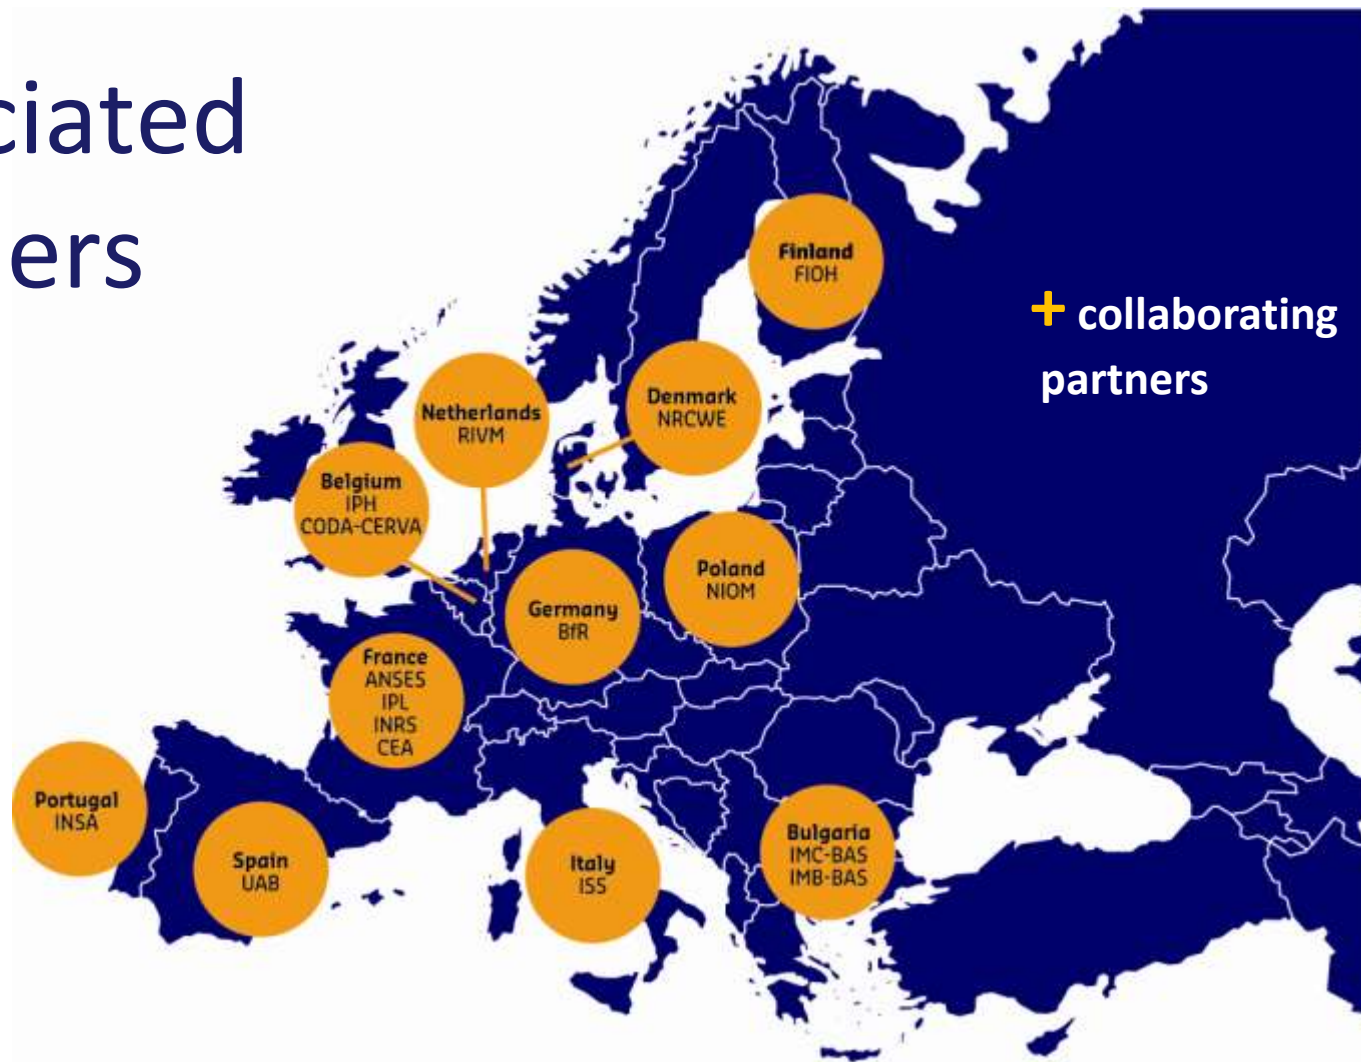 ciated
ers
+ collaborating
partners
Finland
FIOH
Denmark
NRCWE
Netherlands
RIVM
Belgium
IPH
CODA-CERVA
Poland
NIOM
Germany
BfR
France
ANSES
IPL
INRS
CEA
Portugal
INSA
Spain
UAB
Italy
ISS
Bulgaria
IMC-BAS
IMB-BAS